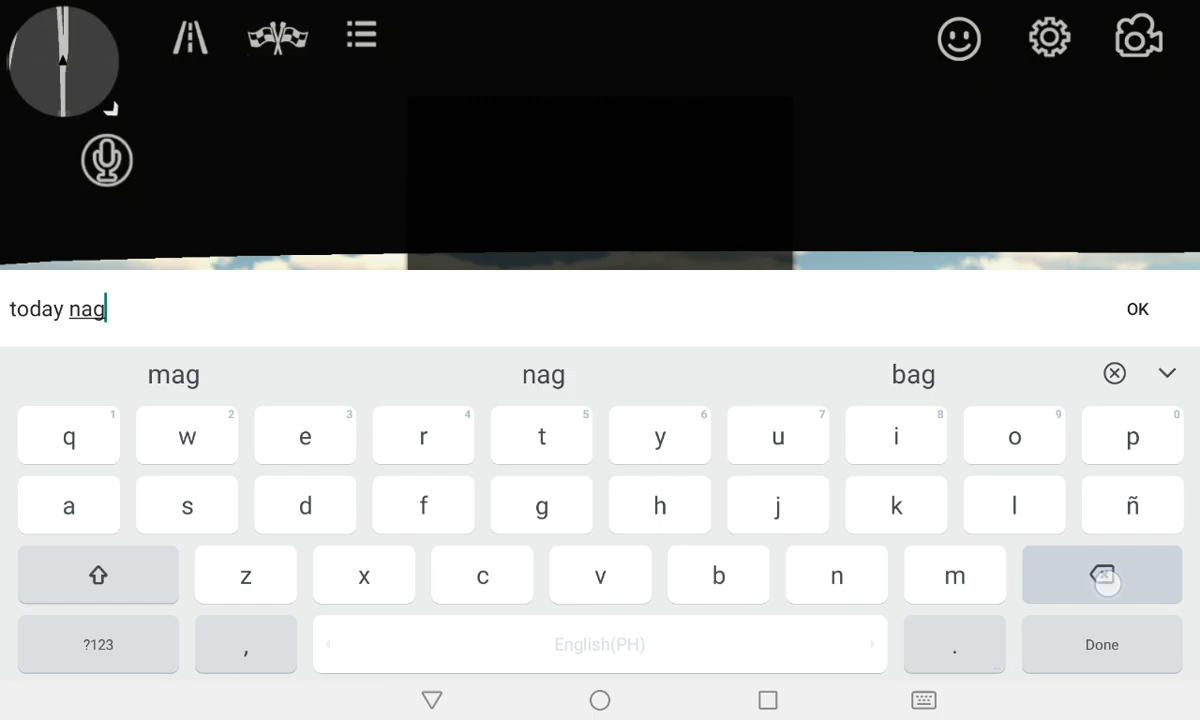 today nag
OK
mag nag bag
1 2 3 4 5 6 7 8 9 0
q w e r t y u i o p
a s d f g h j k l ñ
z x c v b n m
?123 , English(PH) . Done